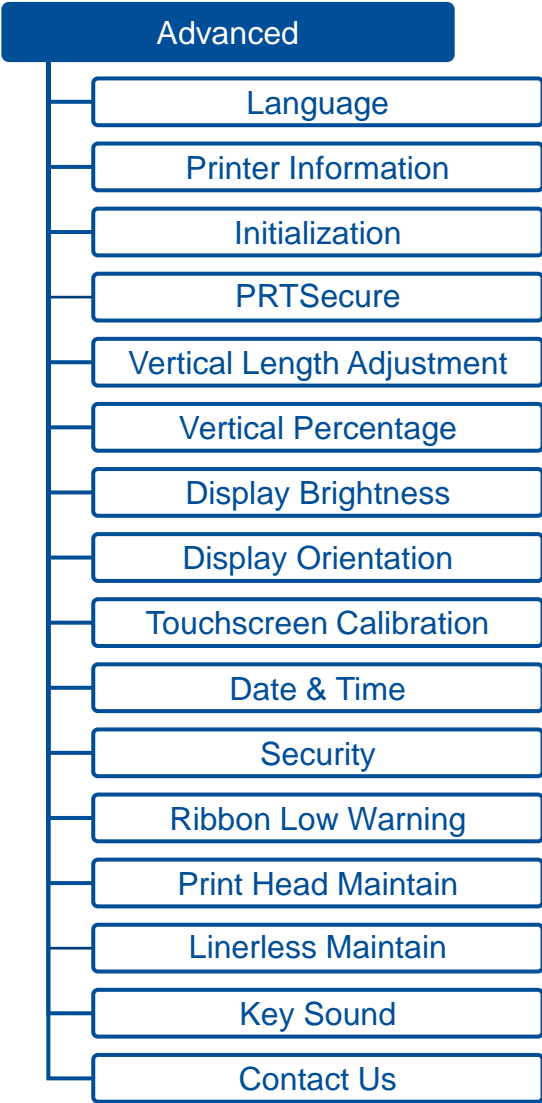 Advanced
Language
Printer Information
Initialization
PRTSecure
Vertical Length Adjustment
Vertical Percentage
Display Brightness
Display Orientation
Touchscreen Calibration
Date & Time
Security
Ribbon Low Warning
Print Head Maintain
Linerless Maintain
Key Sound
Contact Us